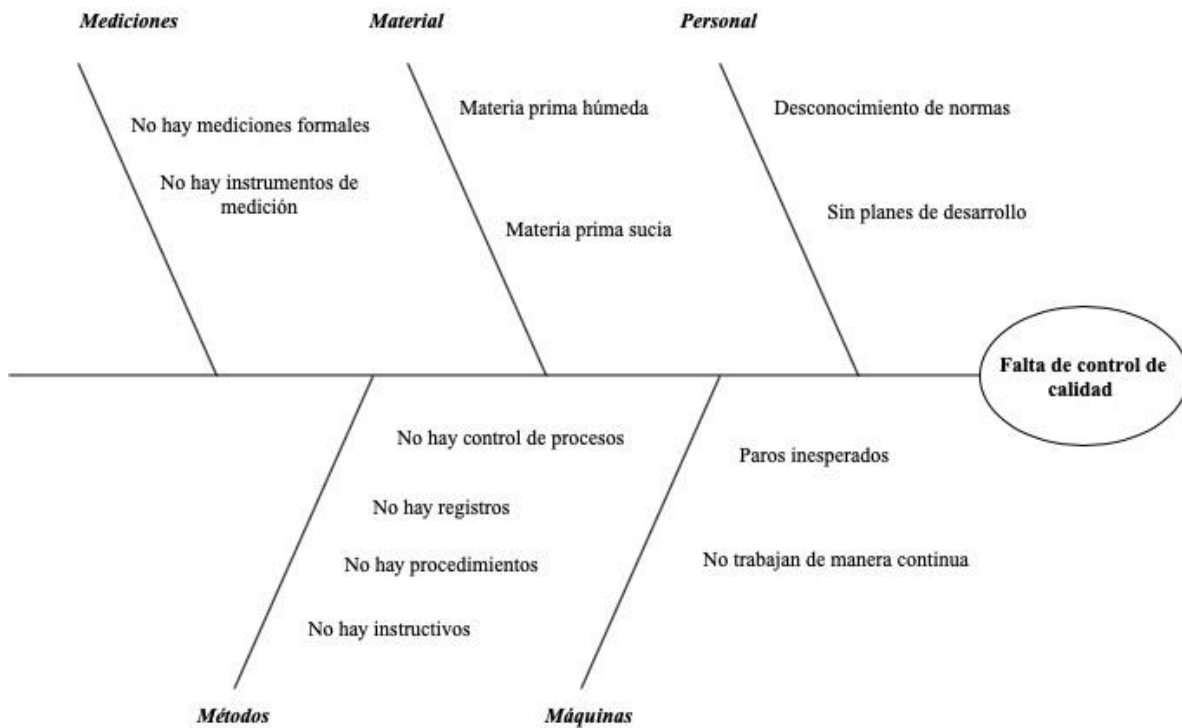 Mediciones
Material
Personal
No hay mediciones formales
No hay instrumentos de
medición
Materia prima húmeda
Materia prima sucia
Desconocimiento de normas
Sin planes de desarrollo
Falta de control de
calidad
No hay control de procesos
No hay registros
No hay procedimientos
No hay instructivos
Paros inesperados
No trabajan de manera continua
Métodos
Máquinas